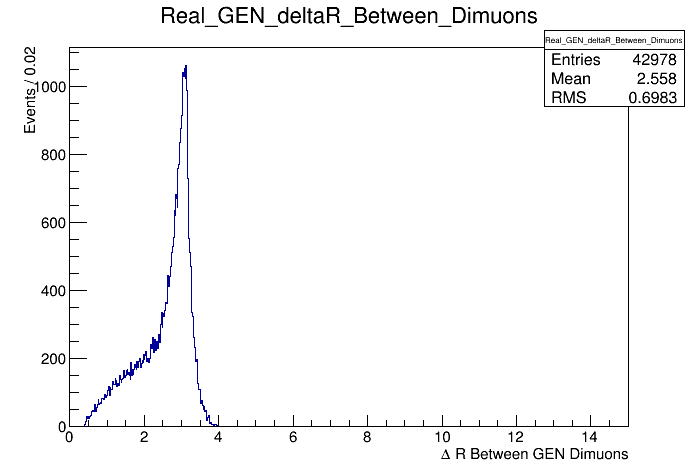 Real_GEN_deltaR_Between_Dimuons
Real_GEN_deltaR_Between_Dimuons
Entries 42978
Mean 2.558
RMS 0.6983
Events / 0.02
1000
800
600
400
200
0
0 2 4 6 8 10 12 14
Δ R Between GEN Dimuons